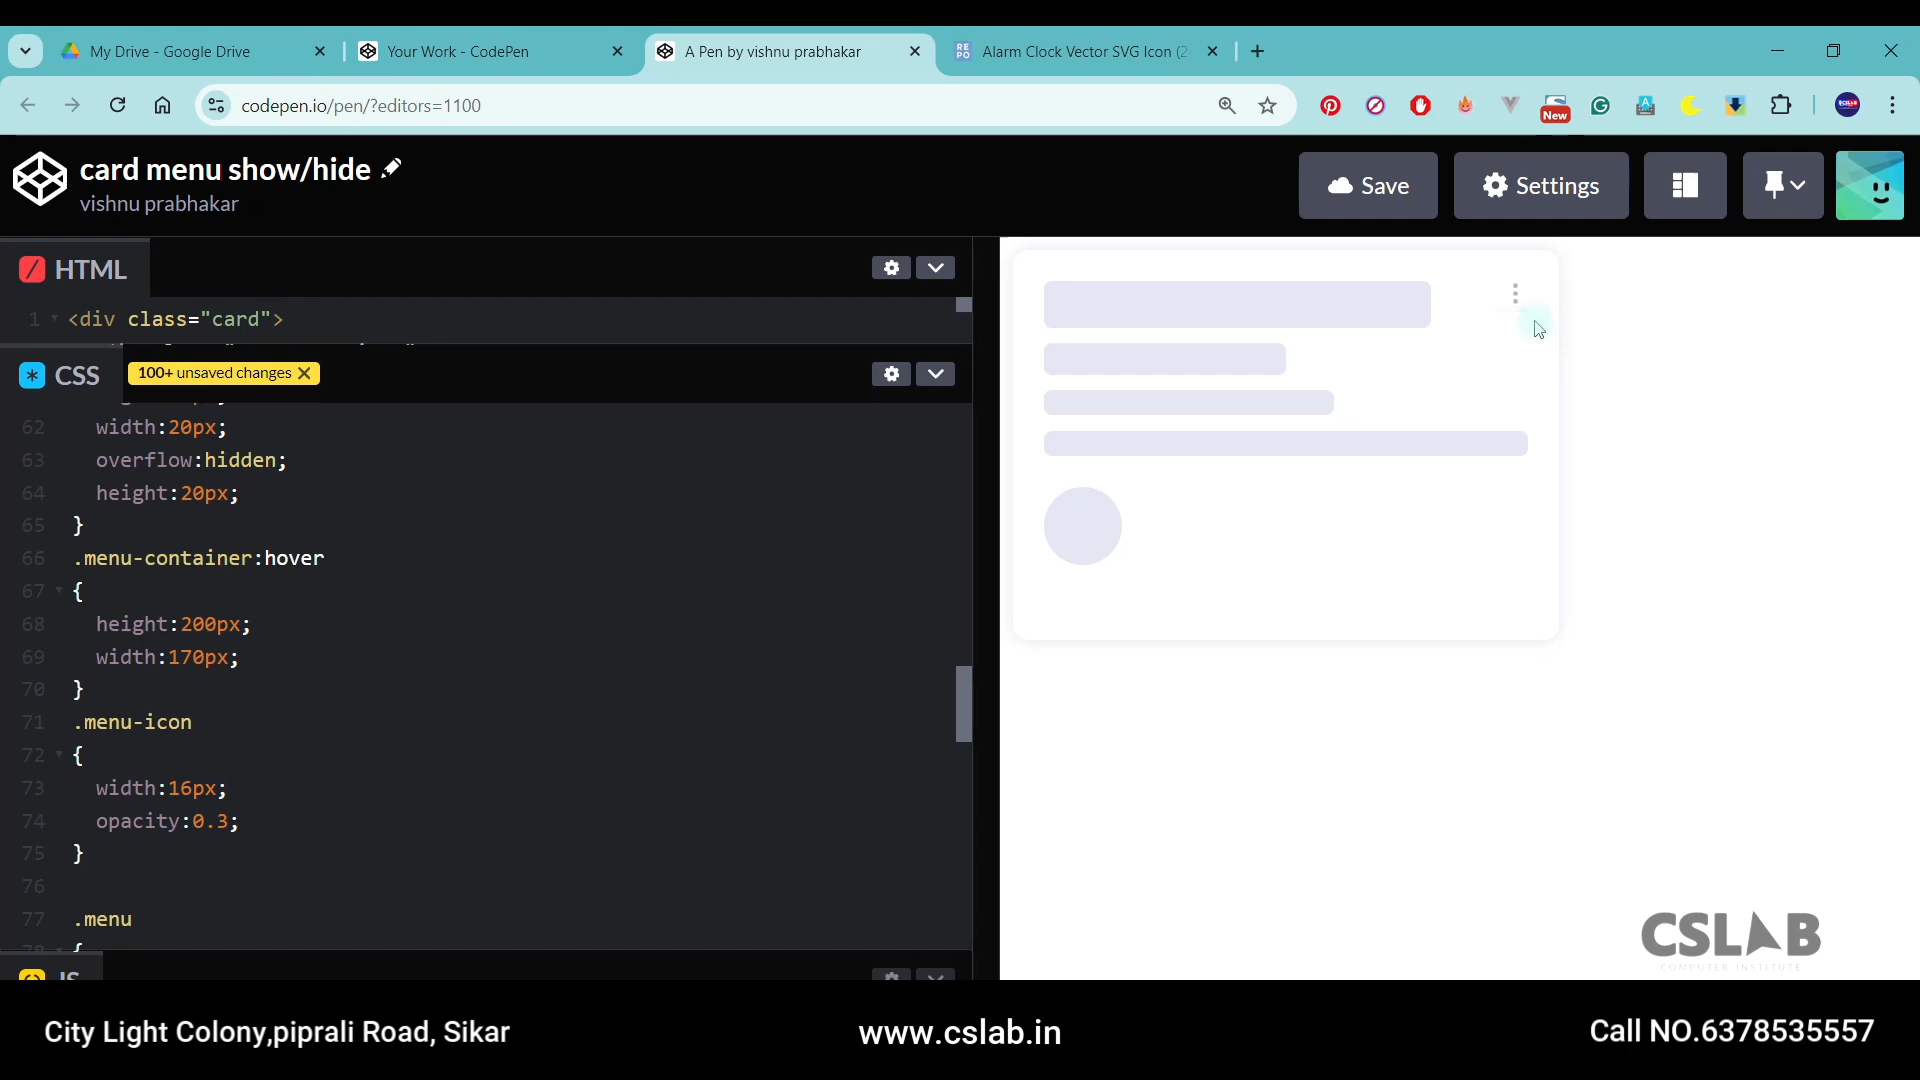 My Drive - Google Drive
Your Work - CodePen
A Pen by vishnu prabhakar
Alarm Clock Vector SVG Icon (2
codepen.io/pen/?editors=1100
New
card menu show/hide
vishnu prabhakar
Save
Settings
HTML
1 <div class="card">
CSS
100+ unsaved changes
62 width:20px;
63 overflow:hidden;
64 height:20px;
65 }
66 .menu-container:hover
67 {
68 height:200px;
69 width:170px;
70 }
71 .menu-icon
72 {
73 width:16px;
74 opacity:0.3;
75 }
76
77 .menu
78 {
JS
CSLAB
COMPUTER INSTITUTE
City Light Colony,piprali Road, Sikar
www.cslab.in
Call NO.6378535557